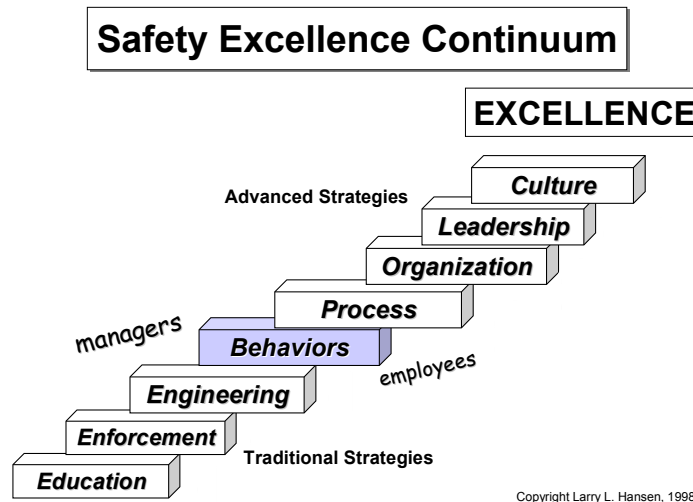 Safety Excellence Continuum
EXCELLENCE
Culture
Advanced Strategies
Leadership
Organization
Process
managers
Behaviors
employees
Engineering
Enforcement
Traditional Strategies
Education
Copyright Larry L. Hansen, 1998